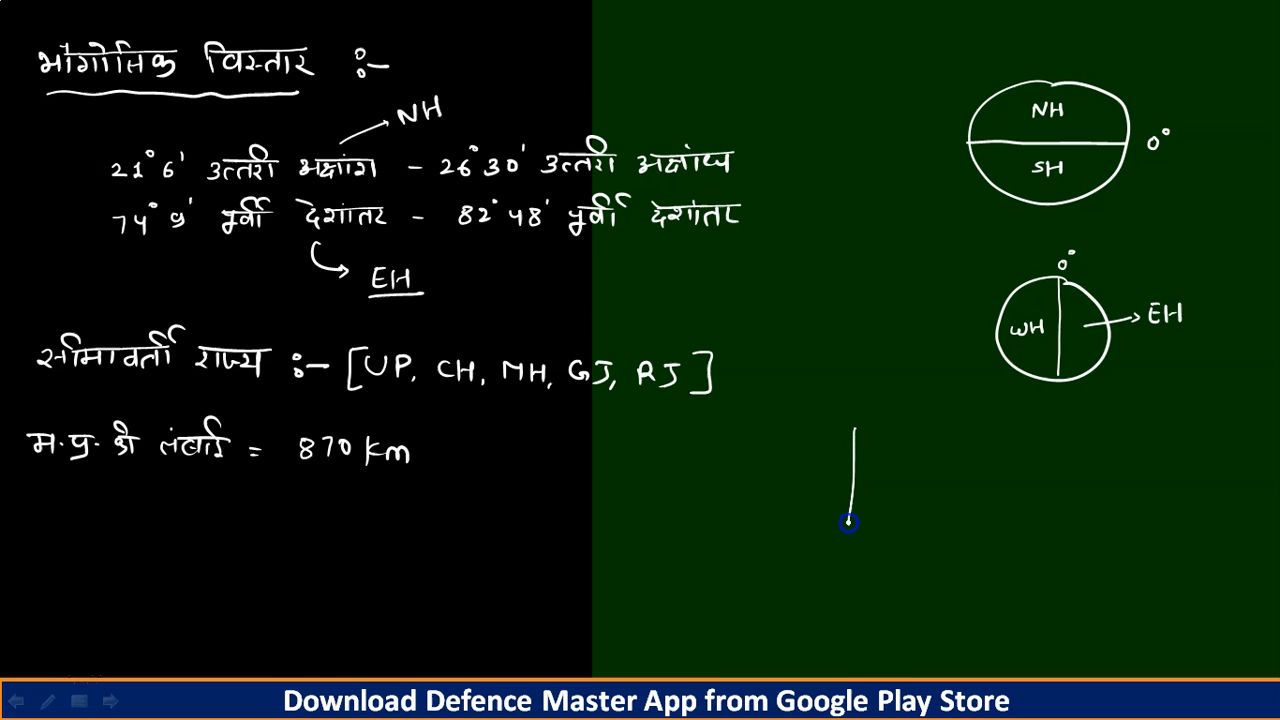 भौगोलिक विस्तार :-
NH
21° 6' उत्तरी अक्षांश - 26° 30' उत्तरी अक्षांश
74° 9' पूर्वी देशांतर - 82° 48' पूर्वी देशांतर
EH
सीमावर्ती राज्य :- [UP, CH, MH, GJ, RJ]
म.प्र. की लंबाई = 870 km
NH
SH
0°
0°
WH
EH
Download Defence Master App from Google Play Store